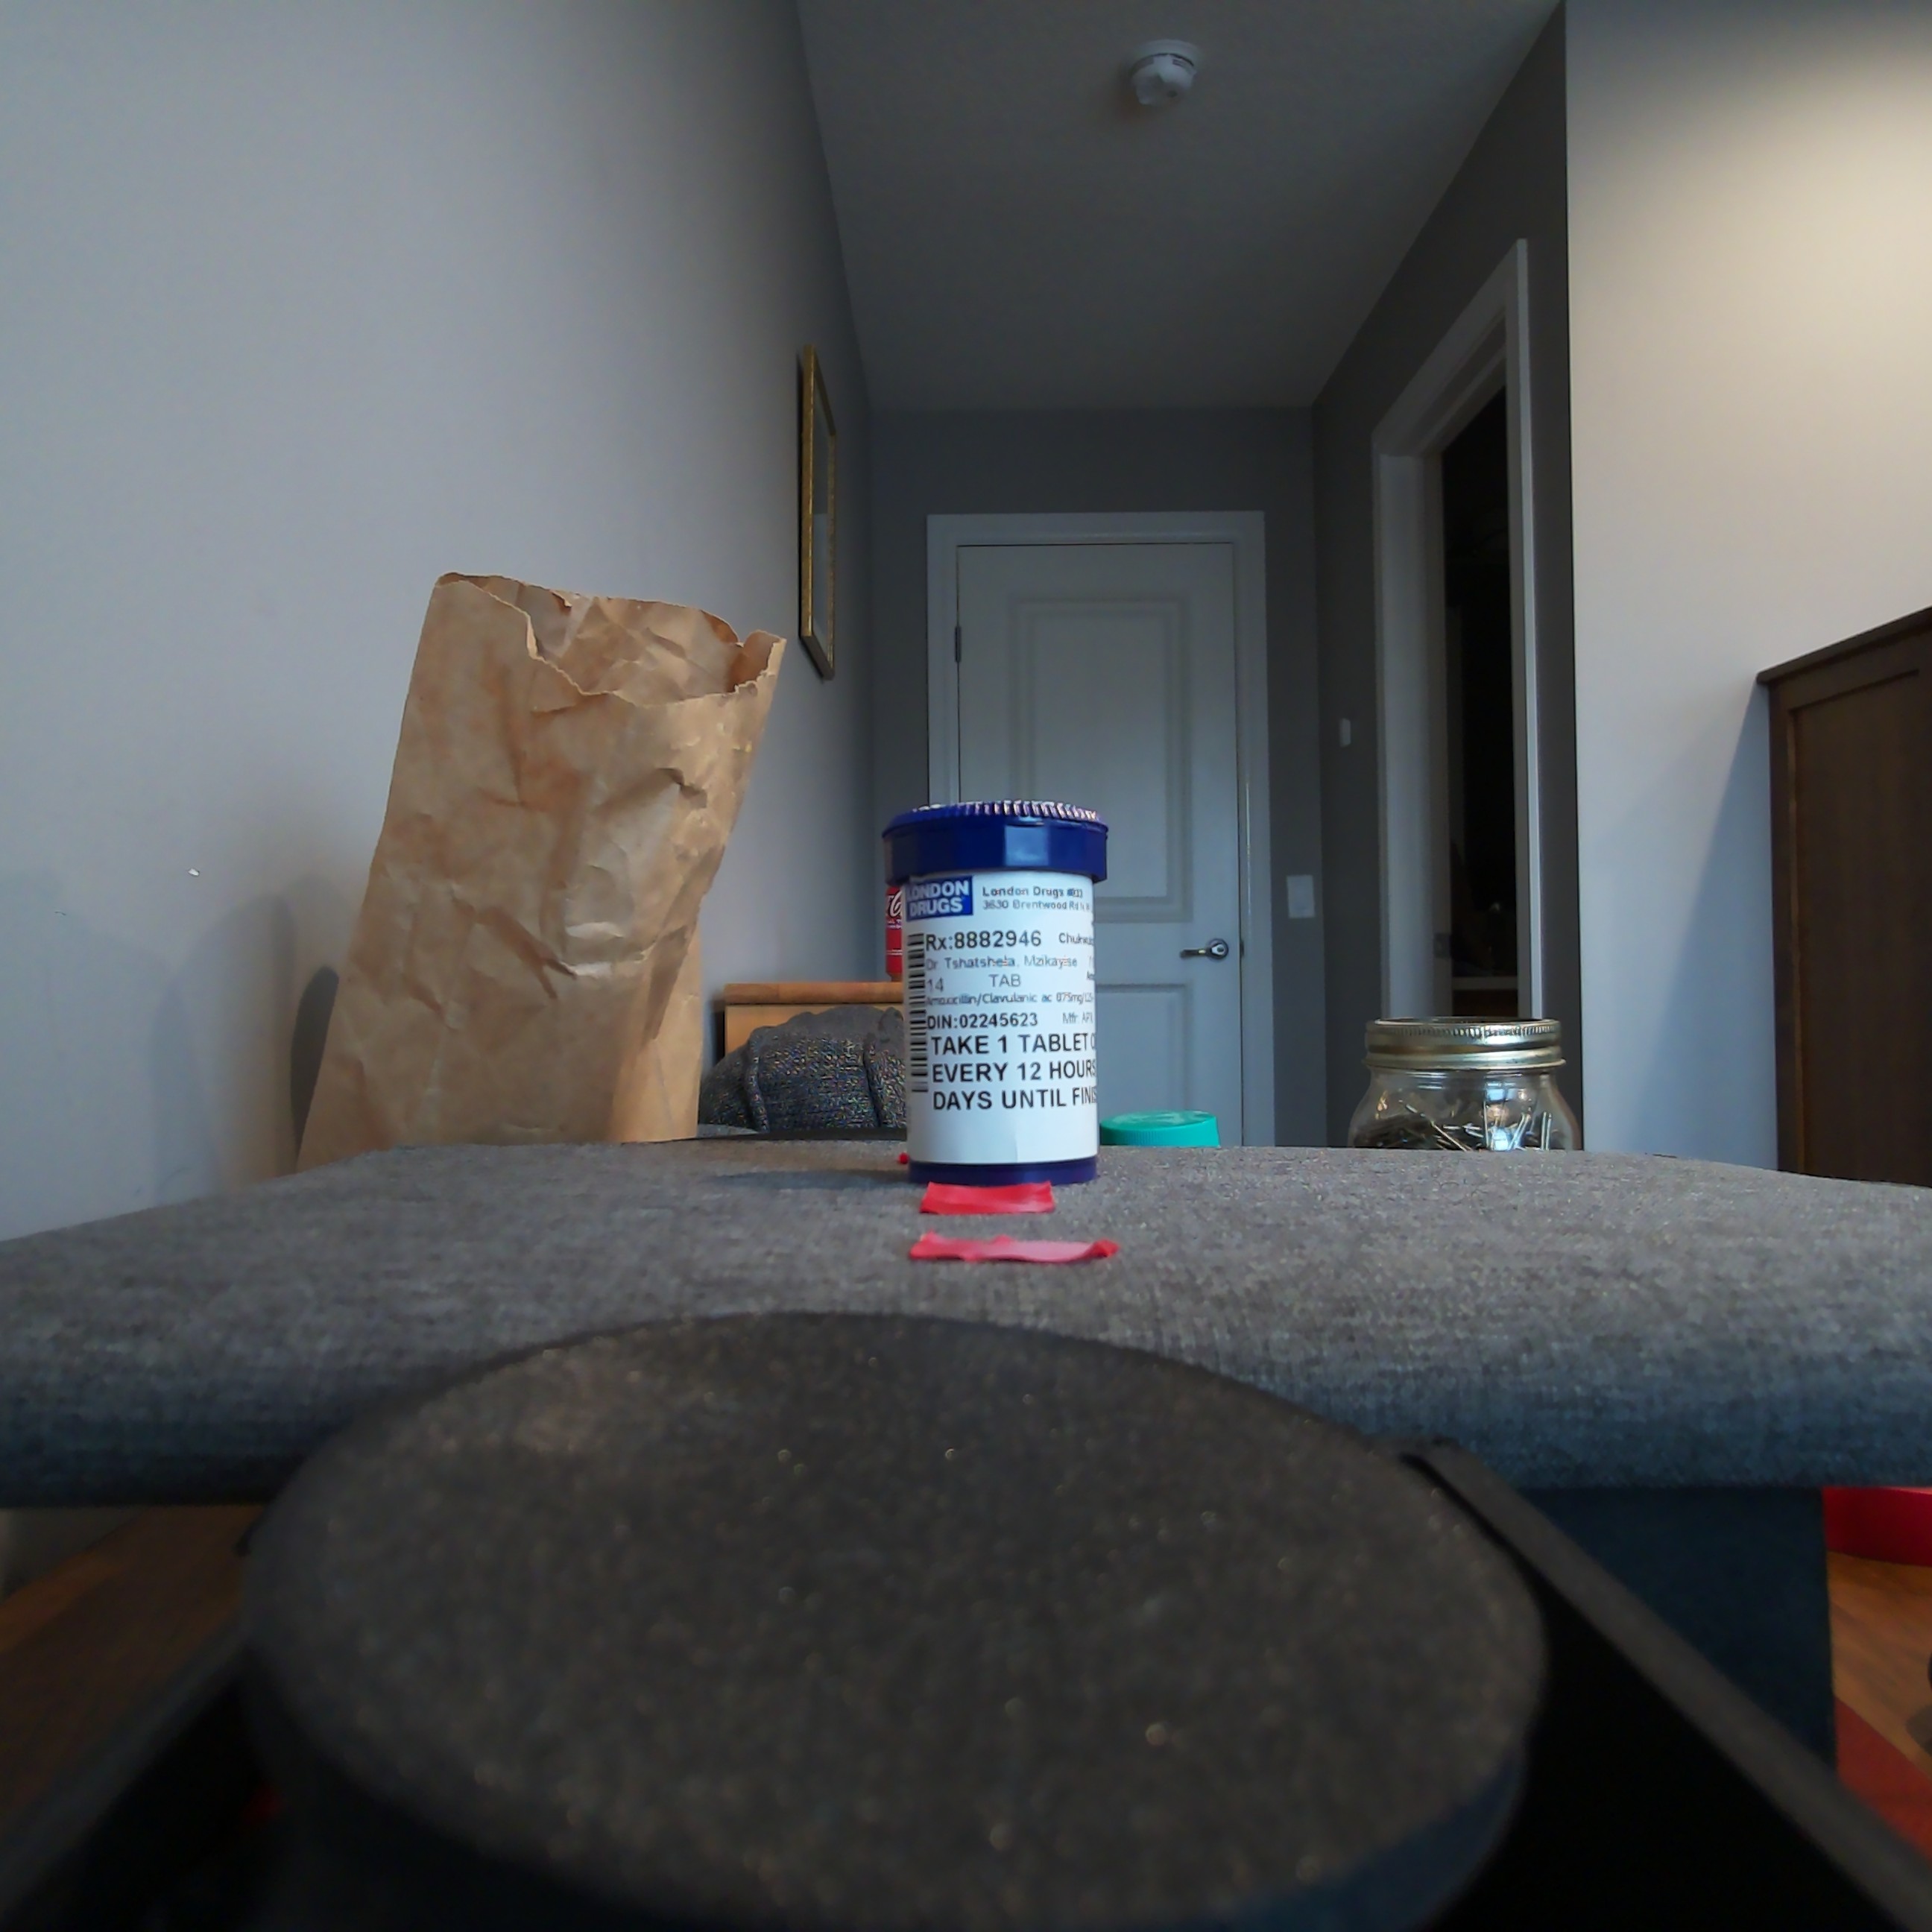 LONDON
DRUGS
London Drugs
3630 Brentwood Rd
Rx:8882946
Dr Tshatshela, Mzikayise
14 TAB
Amoxicillin/Clavulanic ac
DIN:02245623 Mfr:
TAKE 1 TABLET
EVERY 12 HOURS
DAYS UNTIL